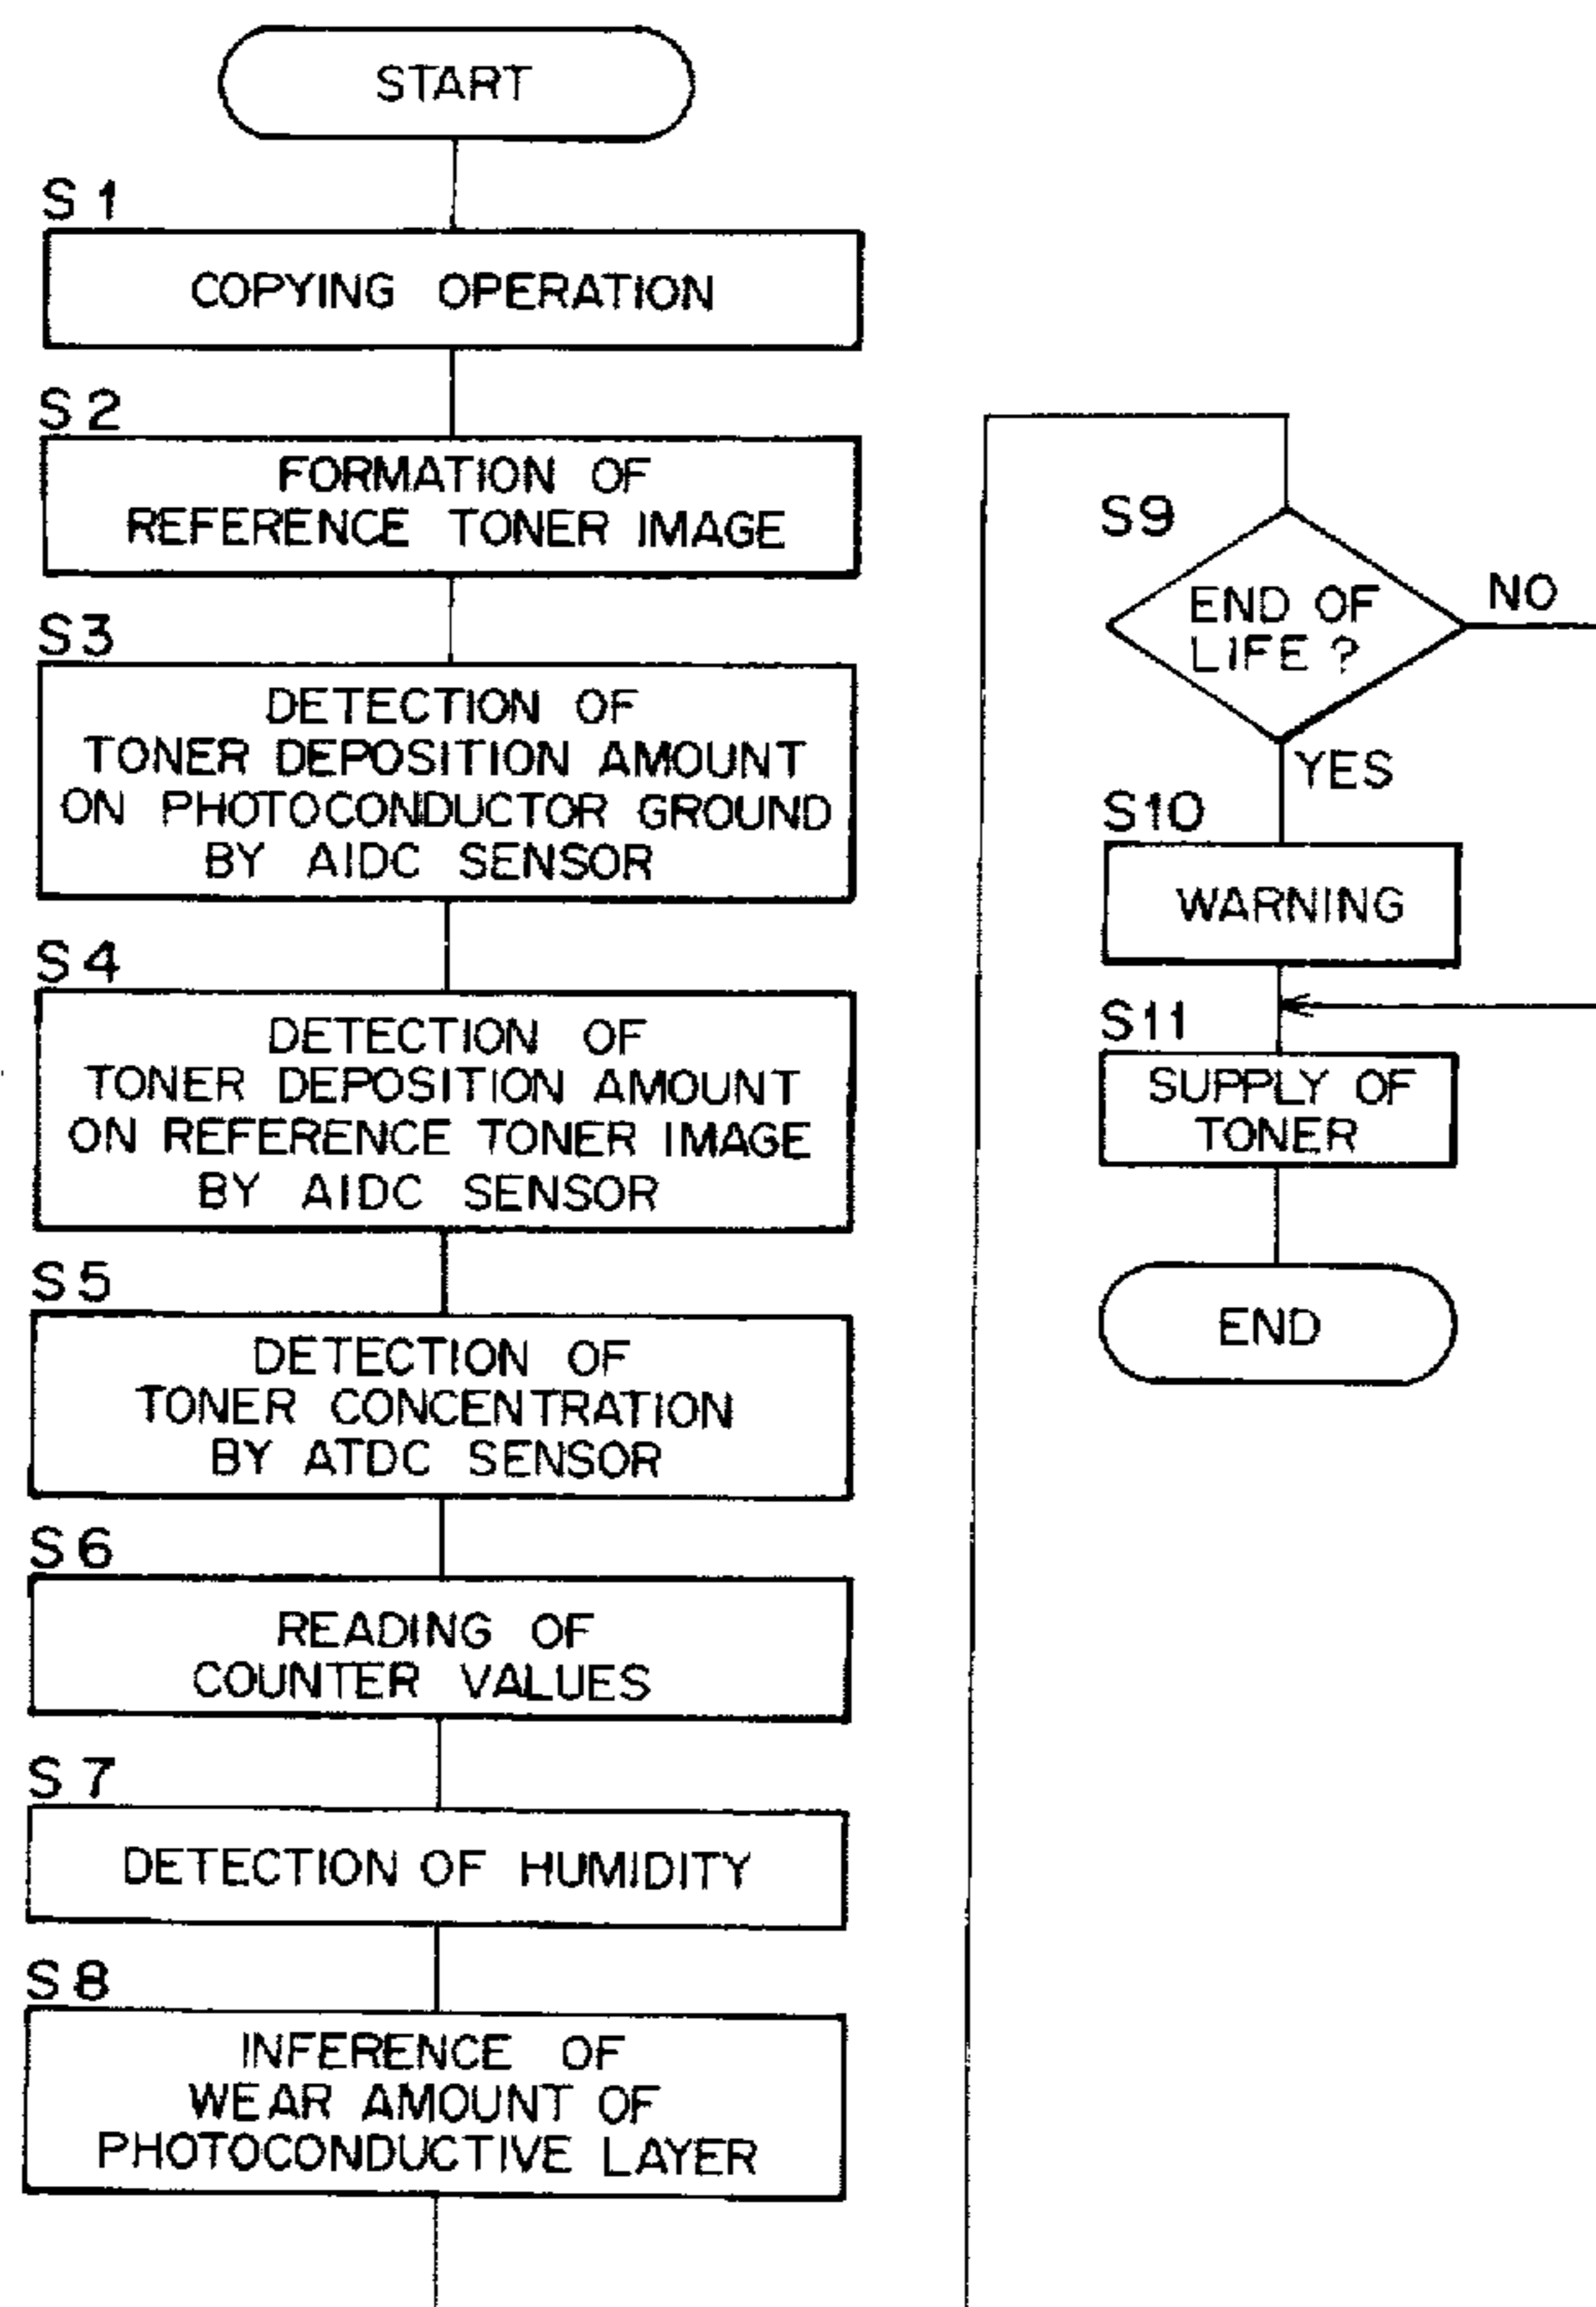 START
S1
COPYING OPERATION
S2
FORMATION OF
REFERENCE TONER IMAGE
S3
DETECTION OF
TONER DEPOSITION AMOUNT
ON PHOTOCONDUCTOR GROUND
BY AIDC SENSOR
S4
DETECTION OF
TONER DEPOSITION AMOUNT
ON REFERENCE TONER IMAGE
BY AIDC SENSOR
S5
DETECTION OF
TONER CONCENTRATION
BY ATDC SENSOR
S6
READING OF
COUNTER VALUES
S7
DETECTION OF HUMIDITY
S8
INFERENCE OF
WEAR AMOUNT OF
PHOTOCONDUCTIVE LAYER
S9
END OF
LIFE?
NO
YES
S10
WARNING
S11
SUPPLY OF
TONER
END